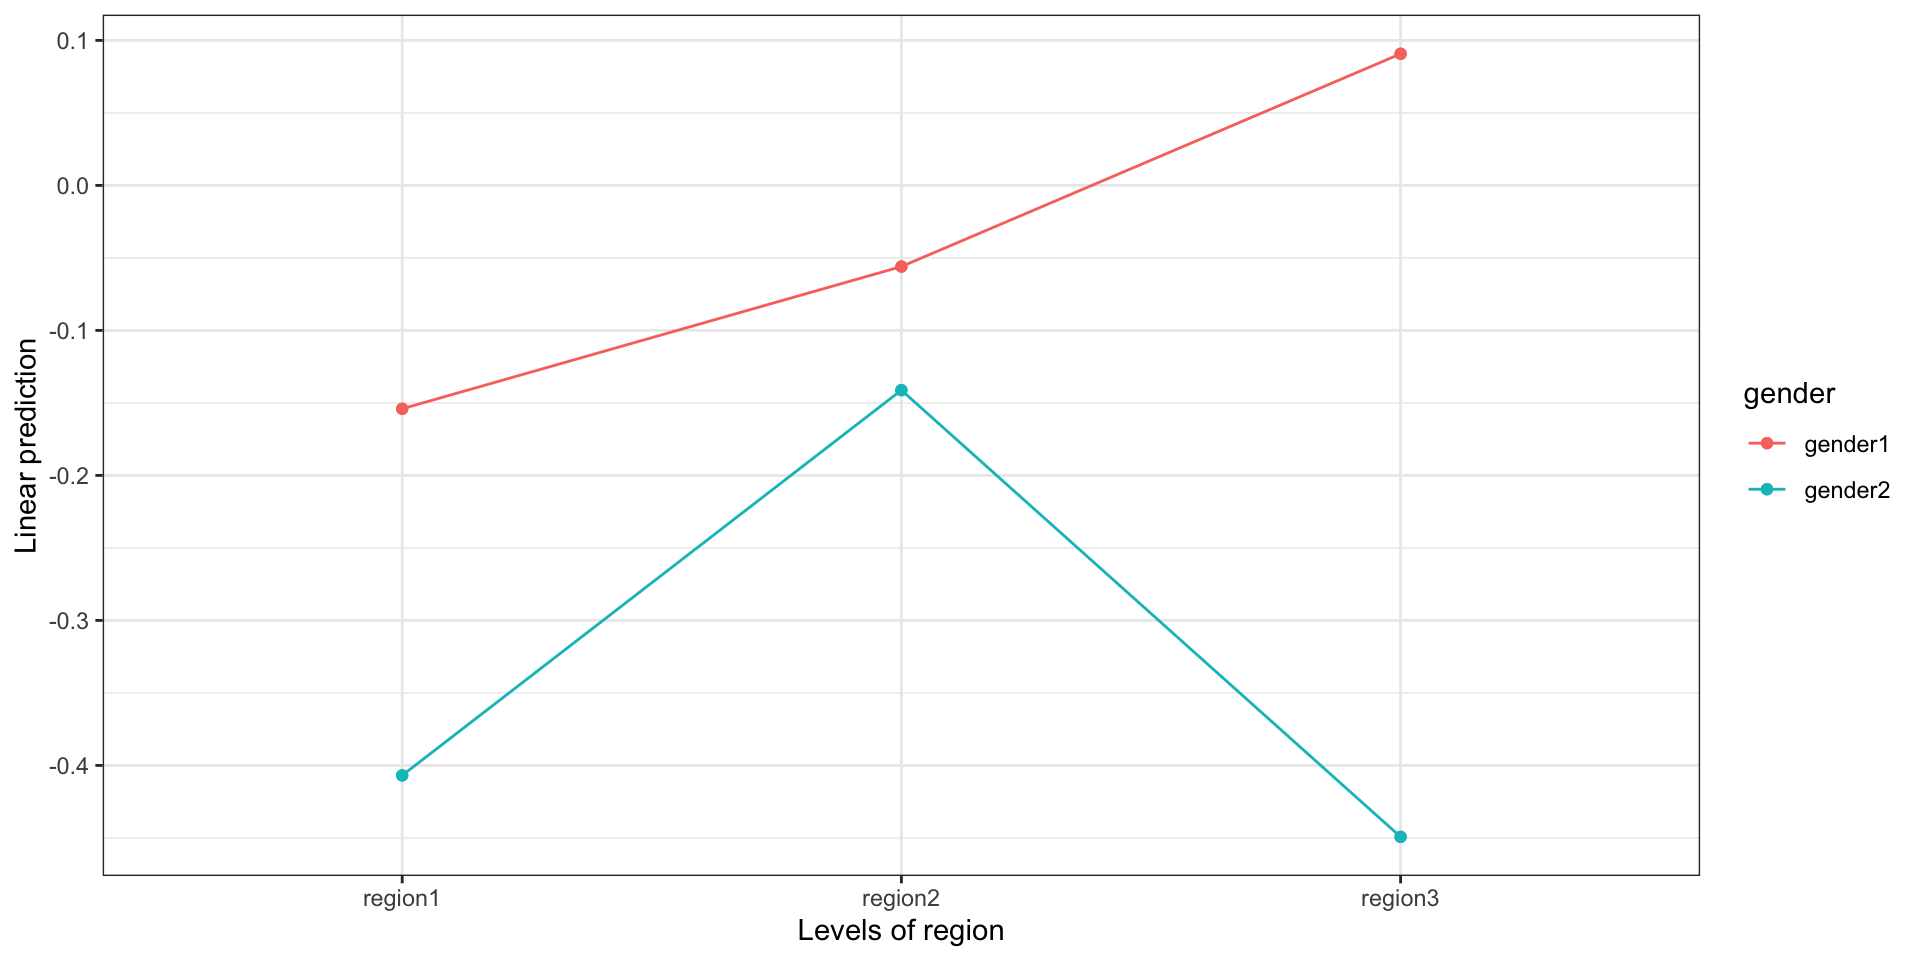 0.1
0.0
-0.1
-0.2
-0.3
-0.4
Linear prediction
region1 region2 region3
Levels of region
gender
gender1
gender2